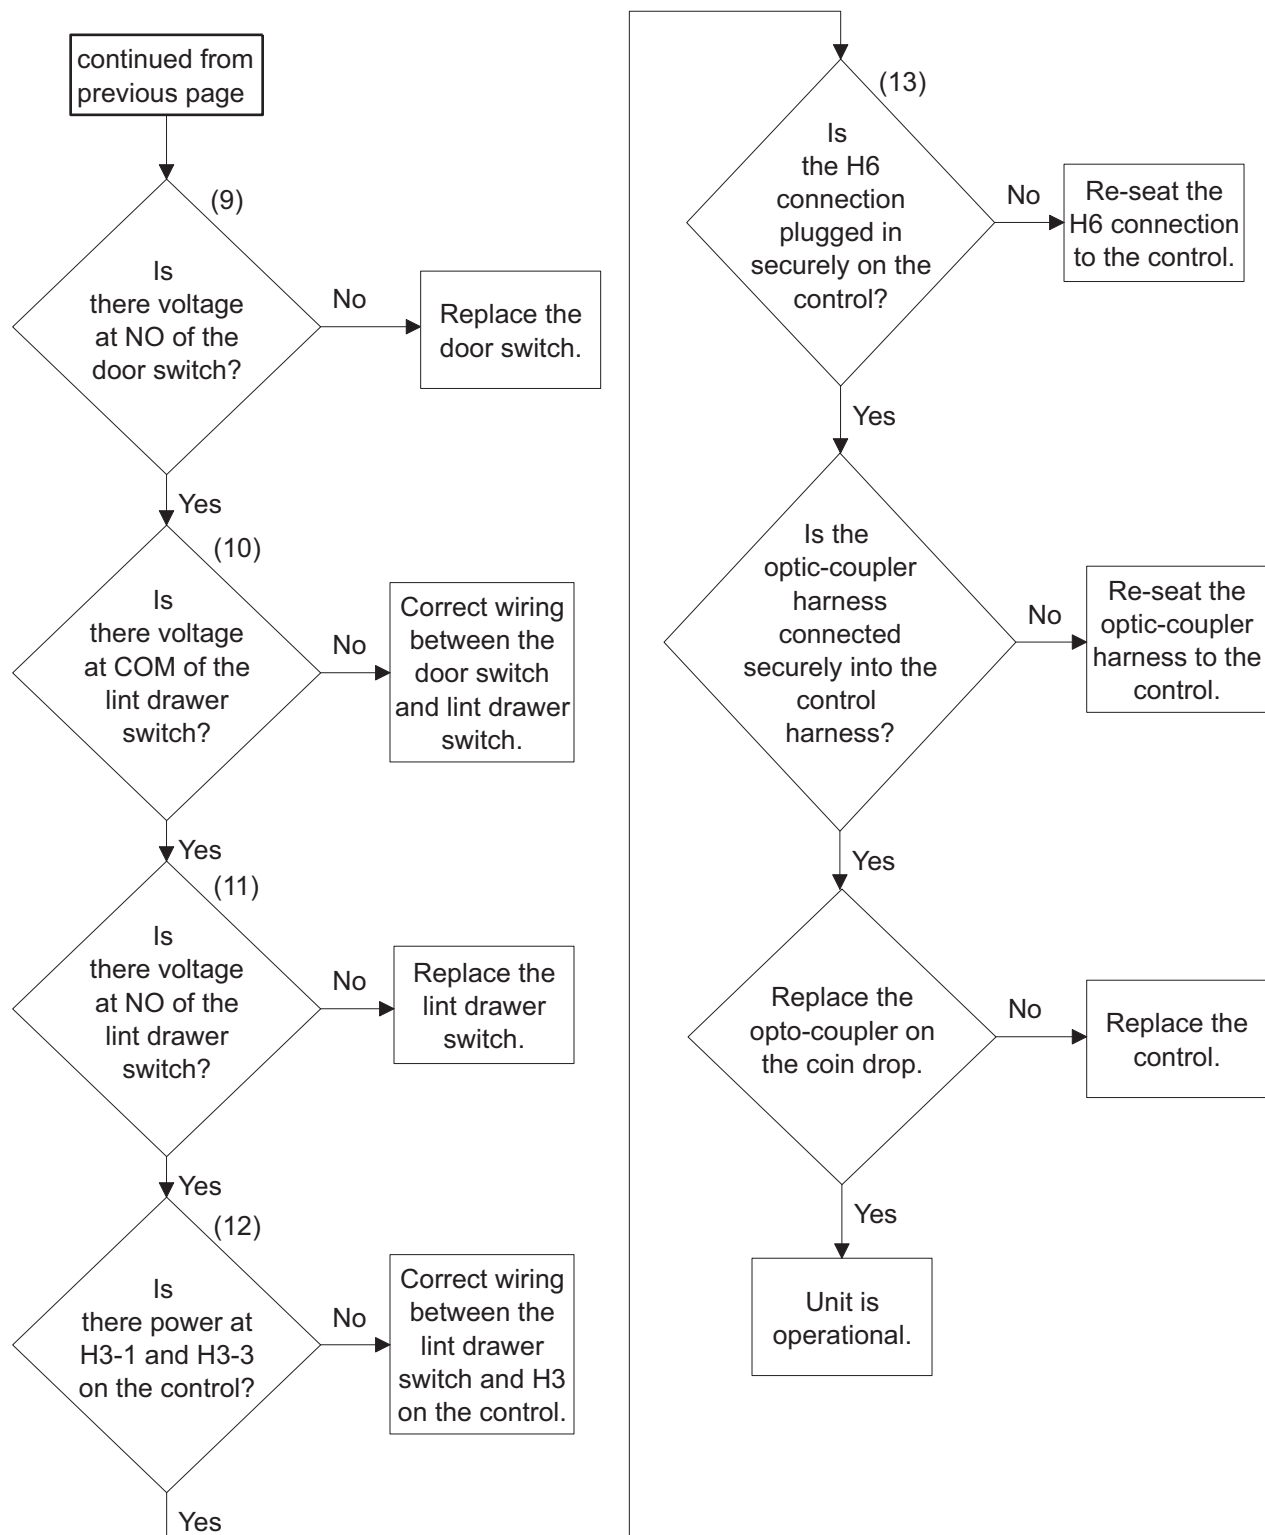 continued from
previous page
(9)
Is
there voltage
at NO of the
door switch?
No
Replace the
door switch.
Yes
(10)
Is
there voltage
at COM of the
lint drawer
switch?
No
Correct wiring
between the
door switch
and lint drawer
switch.
Yes
(11)
Is
there voltage
at NO of the
lint drawer
switch?
No
Replace the
lint drawer
switch.
Yes
(12)
Is
there power at
H3-1 and H3-3
on the control?
No
Correct wiring
between the
lint drawer
switch and H3
on the control.
Yes
(13)
Is
the H6
connection
plugged in
securely on the
control?
No
Re-seat the
H6 connection
to the control.
Yes
Is the
optic-coupler
harness
connected
securely into the
control
harness?
No
Re-seat the
optic-coupler
harness to the
control.
Yes
Replace the
opto-coupler on
the coin drop.
No
Replace the
control.
Yes
Unit is
operational.